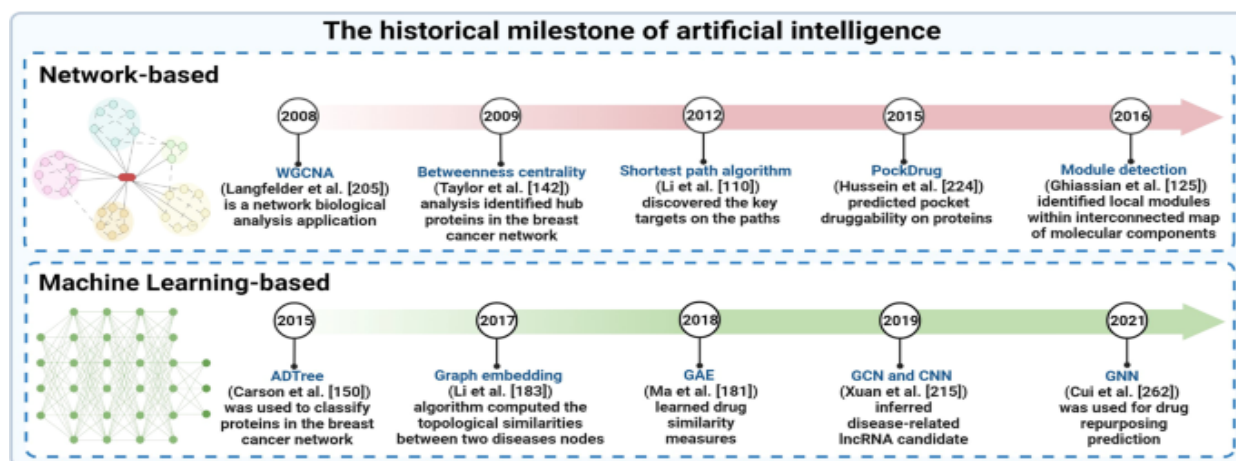 The historical milestone of artificial intelligence
Network-based
2008
2009
2012
2015
2016
WGCNA
(Langfelder et al. [205])
is a network biological
analysis application
Betweenness centrality
(Taylor et al. [142])
analysis identified hub
proteins in the breast
cancer network
Shortest path algorithm
(Li et al. [110])
discovered the key
targets on the paths
PockDrug
(Hussein et al. [224])
predicted pocket
druggability on proteins
Module detection
(Ghiassian et al. [125])
identified local modules
within interconnected map
of molecular components
Machine Learning-based
2015
2017
2018
2019
2021
ADTree
(Carson et al. [150])
was used to classify
proteins in the breast
cancer network
Graph embedding
(Li et al. [183])
algorithm computed the
topological similarities
between two diseases nodes
GAE
(Ma et al. [181])
learned drug
similarity
measures
GCN and CNN
(Xuan et al. [215])
inferred
disease-related
lncRNA candidate
GNN
(Cui et al. [262])
was used for drug
repurposing
prediction